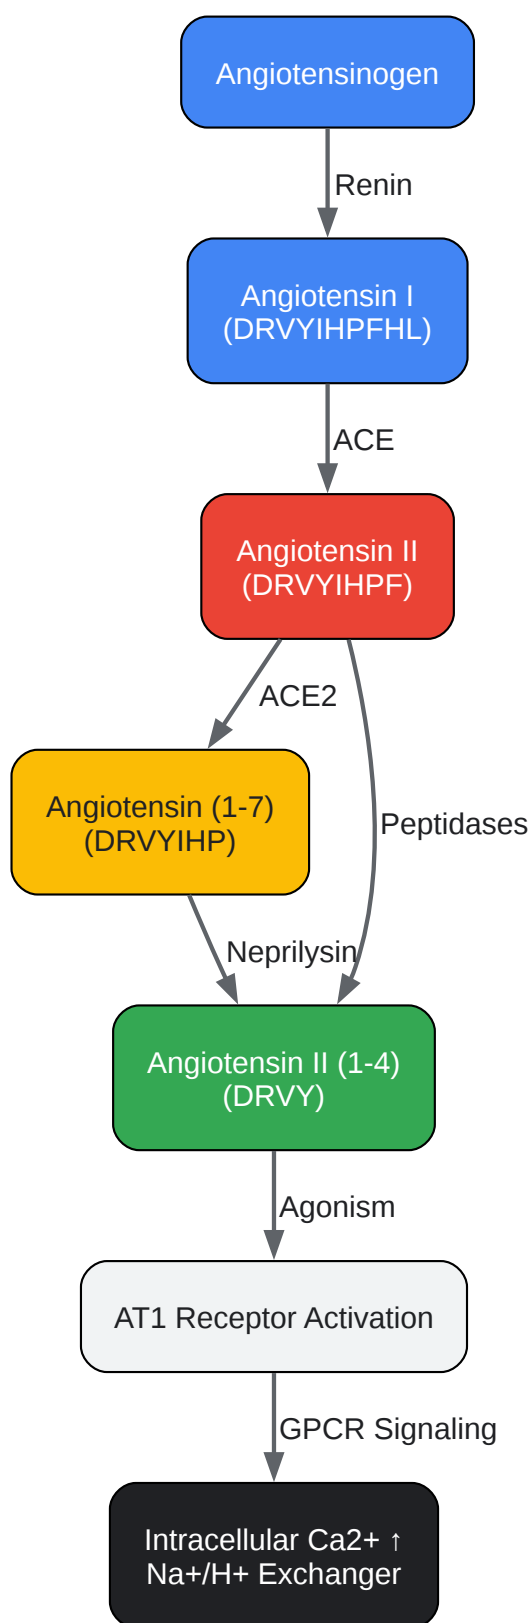 Angiotensinogen
Renin
Angiotensin I
(DRVYIHPFHL)
ACE
Angiotensin II
(DRVYIHPF)
ACE2
Angiotensin (1-7)
(DRVYIHP)
Peptidases
Neprilysin
Angiotensin II (1-4)
(DRVY)
Agonism
AT1 Receptor Activation
GPCR Signaling
Intracellular Ca2+ ↑
Na+/H+ Exchanger